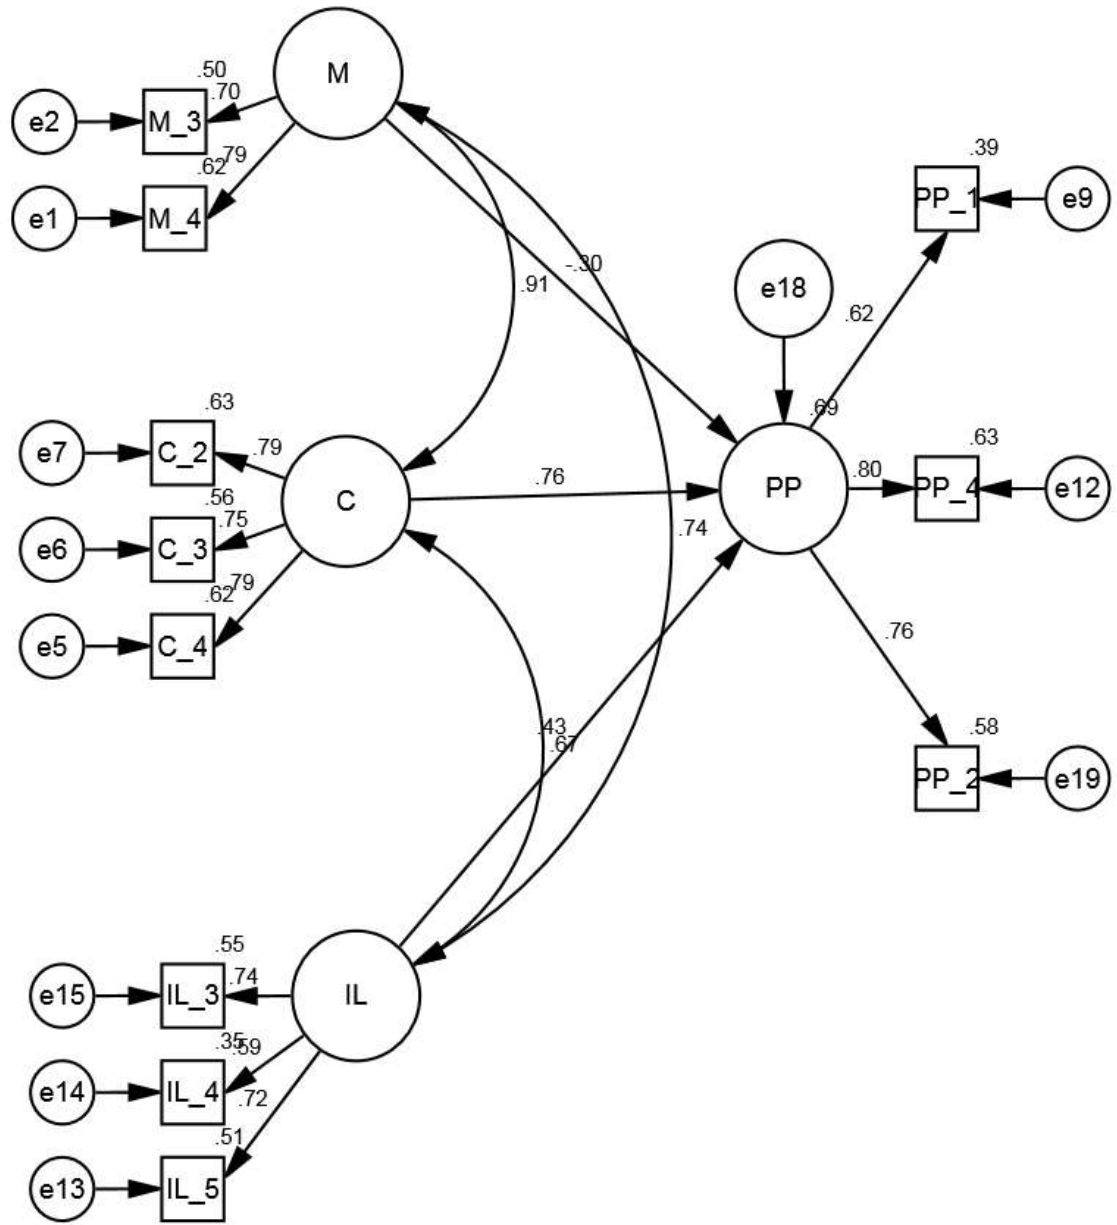 M
.50
.70
e2
M_3
.79
.62
e1
M_4
.39
PP_1
e9
-.30
.91
e18
.62
.69
.63
.79
e7
C_2
C
.76
PP
.80
.63
PP_4
e12
.56
.75
e6
C_3
.74
.62
.79
e5
C_4
.76
.43
.67
.58
PP_2
e19
.55
.74
e15
IL_3
IL
.35
.59
e14
IL_4
.72
.51
e13
IL_5